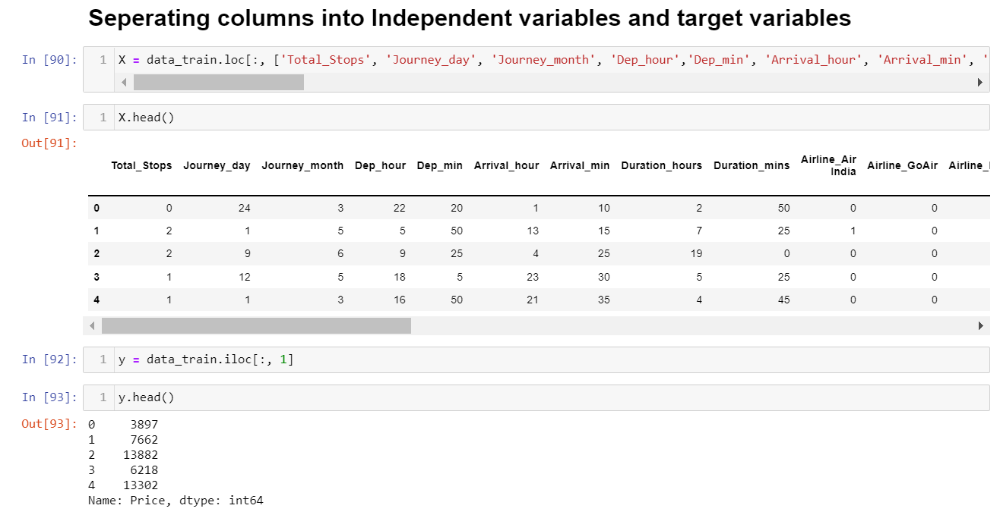 Seperating columns into Independent variables and target variables
In [90]: 1 X = data_train.loc[:, ['Total_Stops', 'Journey_day', 'Journey_month', 'Dep_hour','Dep_min', 'Arrival_hour', 'Arrival_min', '
In [91]: 1 X.head()
Out[91]:
Total_Stops Journey_day Journey_month Dep_hour Dep_min Arrival_hour Arrival_min Duration_hours Duration_mins Airline_Air India Airline_GoAir Airline_
0 0 24 3 22 20 1 10 2 50 0 0
1 2 1 5 5 50 13 15 7 25 1 0
2 2 9 6 9 25 4 25 19 0 0 0
3 1 12 5 18 5 23 30 5 25 0 0
4 1 1 3 16 50 21 35 4 45 0 0
In [92]: 1 y = data_train.iloc[:, 1]
In [93]: 1 y.head()
Out[93]: 0 3897
1 7662
2 13882
3 6218
4 13302
Name: Price, dtype: int64